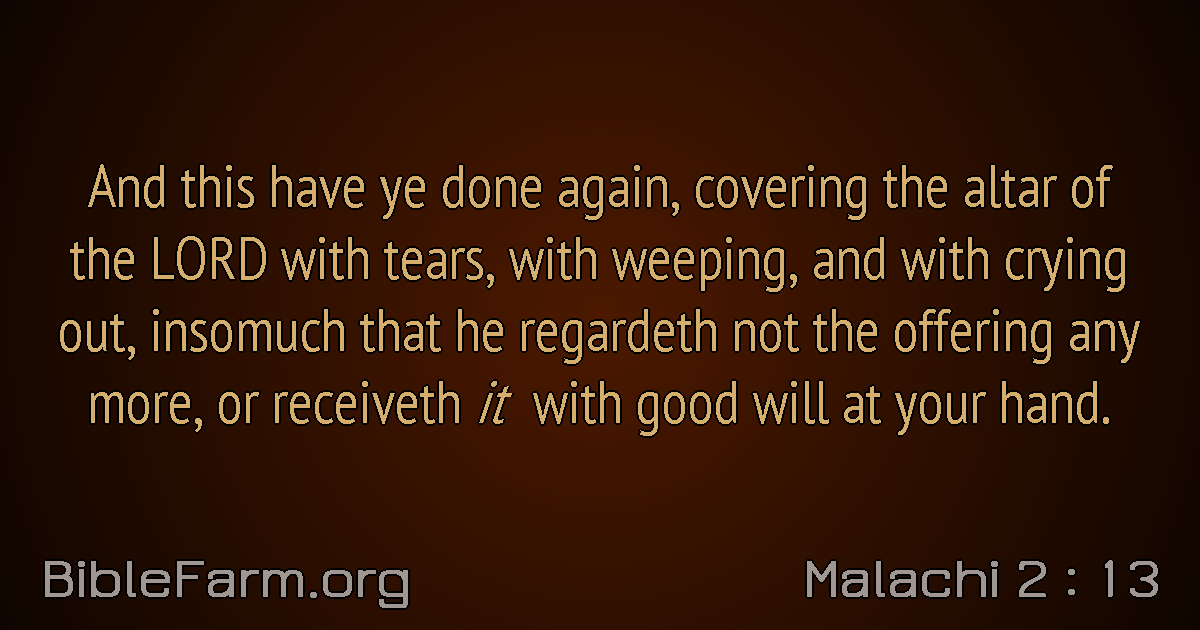 And this have ye done again, covering the altar of
the LORD with tears, with weeping, and with crying
out, insomuch that he regardeth not the offering any
more, or receiveth it with good will at your hand.
BibleFarm.org
Malachi 2 : 13